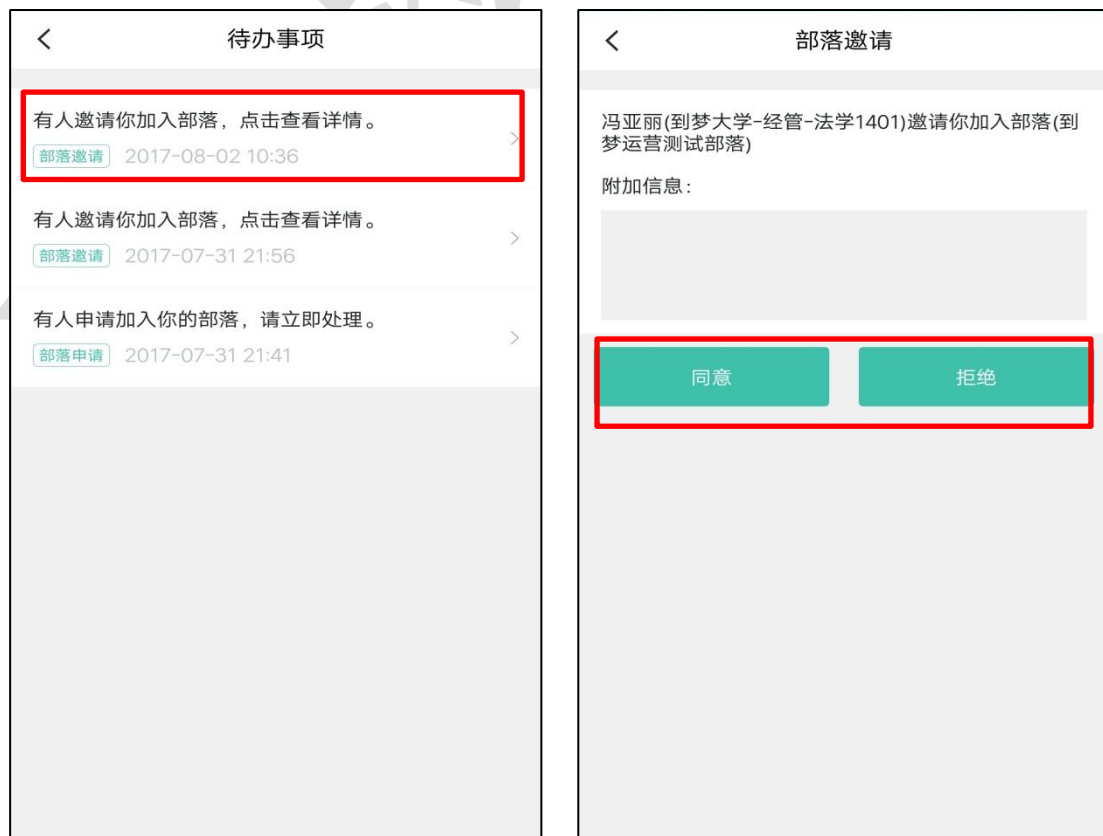 待办事项
有人邀请你加入部落，点击查看详情。
部落邀请 2017-08-02 10:36
有人邀请你加入部落，点击查看详情。
部落邀请 2017-07-31 21:56
有人申请加入你的部落，请立即处理。
部落申请 2017-07-31 21:41
部落邀请
冯亚丽(到梦大学-经管-法学1401)邀请你加入部落(到
梦运营测试部落)
附加信息：
同意 拒绝